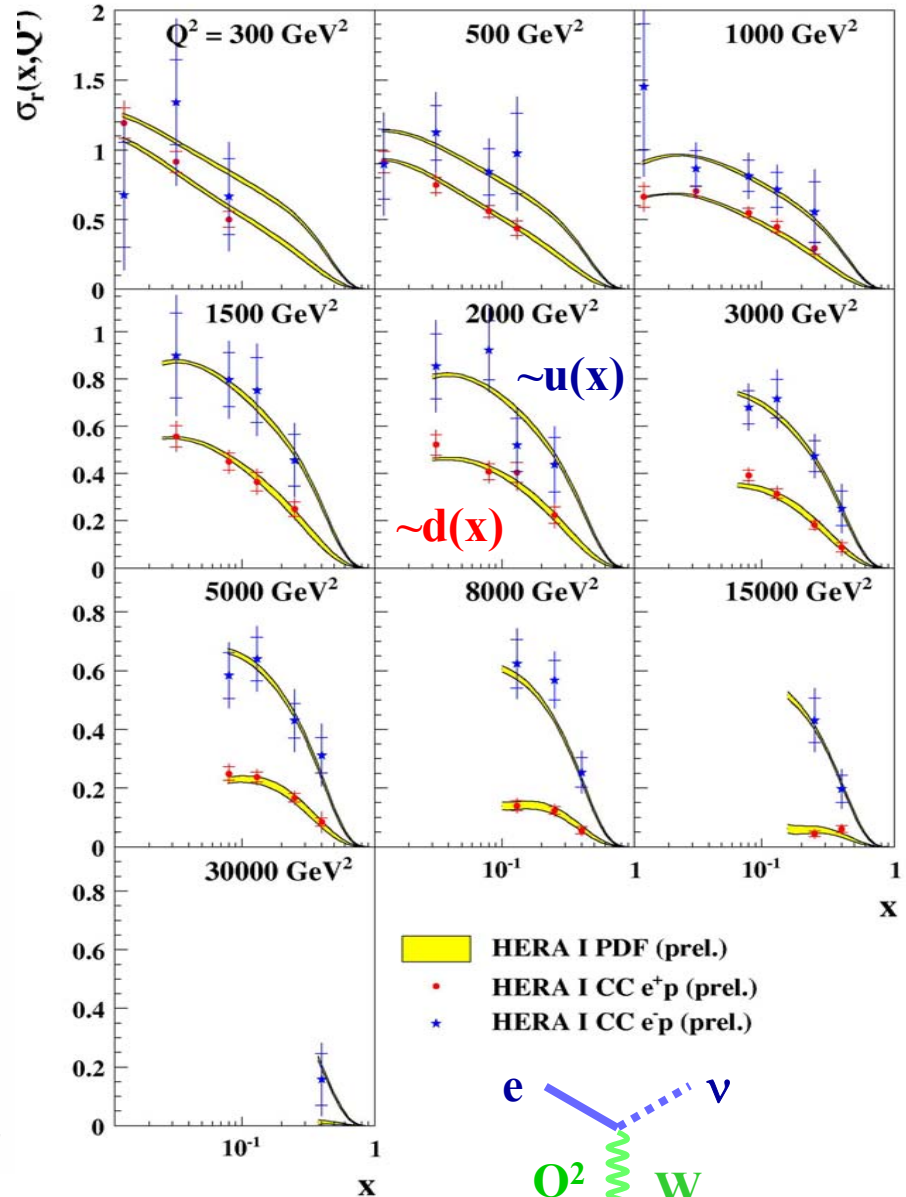 σr(x,Q²)
Q² = 300 GeV²
500 GeV²
1000 GeV²
2
1.5
1
0.5
0
1500 GeV²
2000 GeV²
3000 GeV²
~u(x)
~d(x)
1
0.8
0.6
0.4
0.2
0
5000 GeV²
8000 GeV²
15000 GeV²
0.8
0.6
0.4
0.2
0
10⁻¹
1
10⁻¹
1
x
30000 GeV²
0.8
0.6
0.4
0.2
0
10⁻¹
1
x
HERA I PDF (prel.)
HERA I CC e⁺p (prel.)
HERA I CC e⁻p (prel.)
e
ν
Q²
W